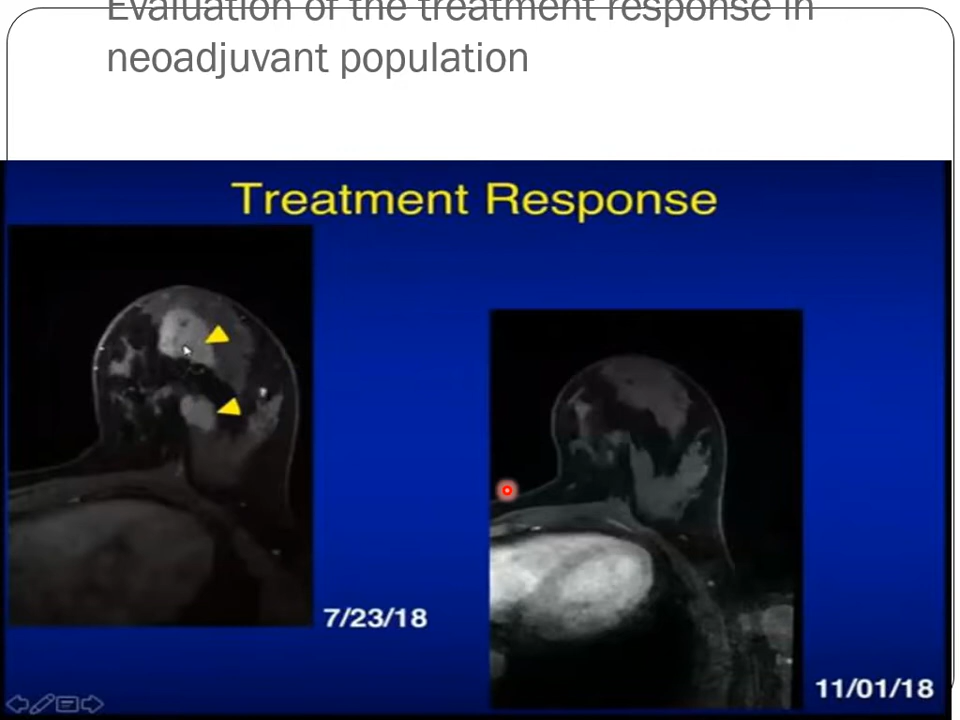 Evaluation of the treatment response in
neoadjuvant population
Treatment Response
7/23/18
11/01/18